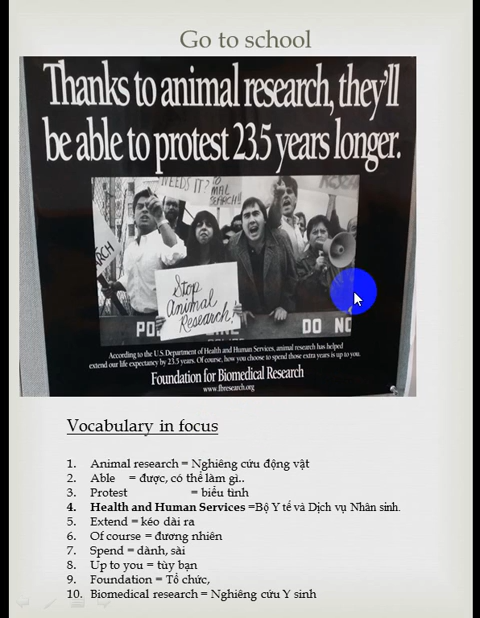 Go to school
Thanks to animal research, they'll
be able to protest 23.5 years longer.
NEEDS IT?
Stop
Animal
Research!
DO NO
According to the U.S. Department of Health and Human Services, animal research has helped
extend our life expectancy by 23.5 years. Of course, how you choose to spend those extra years is up to you.
Foundation for Biomedical Research
www.fbresearch.org
Vocabulary in focus
1. Animal research = Nghiên cứu động vật
2. Able = được, có thể làm gì..
3. Protest = biểu tình
4. Health and Human Services =Bộ Y tế và Dịch vụ Nhân sinh.
5. Extend = kéo dài ra
6. Of course = đương nhiên
7. Spend = dành, sài
8. Up to you = tùy bạn
9. Foundation = Tổ chức,
10. Biomedical research = Nghiên cứu Y sinh